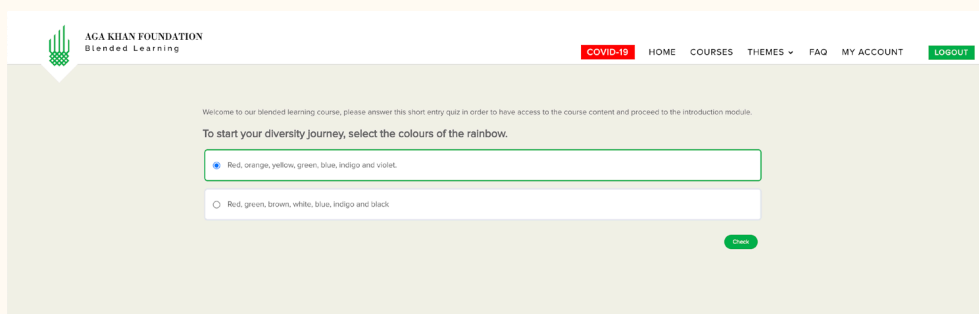 AGA KHAN FOUNDATION
Blended Learning
COVID-19 HOME COURSES THEMES FAQ MY ACCOUNT LOGOUT
Welcome to our blended learning course, please answer this short entry quiz in order to have access to the course content and proceed to the introduction module.
To start your diversity journey, select the colours of the rainbow.
Red, orange, yellow, green, blue, indigo and violet.
Red, green, brown, white, blue, indigo and black
Check